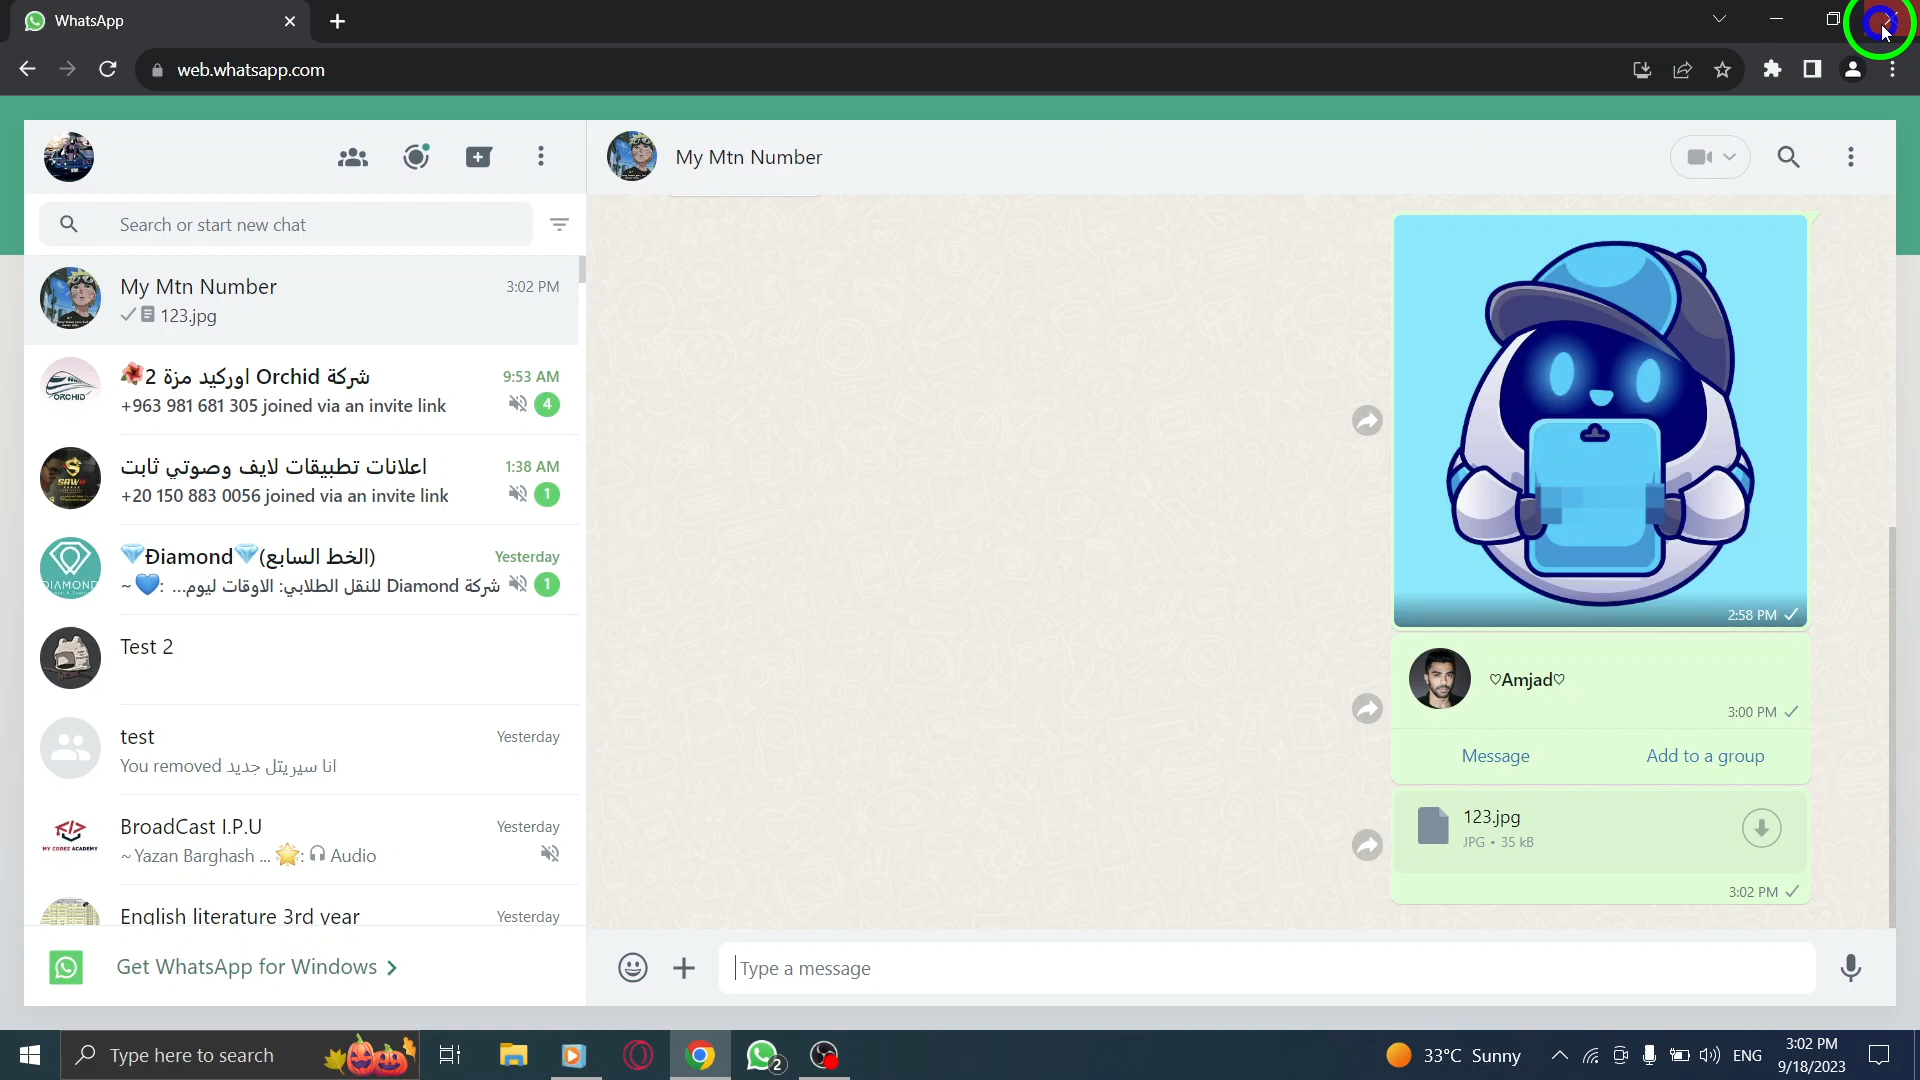 WhatsApp
web.whatsapp.com
My Mtn Number
Search or start new chat
My Mtn Number
3:02 PM
123.jpg
شركة Orchid اوركيد مزة 2🌺
9:53 AM
+963 981 681 305 joined via an invite link
4
ORCHID
اعلانات تطبيقات لايف وصوتي ثابت
1:38 AM
+20 150 883 0056 joined via an invite link
1
💎Điamond💎(الخط السابع)
Yesterday
~ 💙: شركة Diamond للنقل الطلابي: الاوقات ليوم...
1
DIAMOND
Test 2
test
Yesterday
You removed انا سيريتل جديد
BroadCast I.P.U
Yesterday
~ Yazan Barghash ... 🌟: Audio
MY CODEZ ACADEMY
English literature 3rd year
Yesterday
Get WhatsApp for Windows
2:58 PM
♡Amjad♡
3:00 PM
Message
Add to a group
123.jpg
JPG • 35 kB
3:02 PM
Type a message
Type here to search
2
33°C Sunny
ENG
3:02 PM
9/18/2023